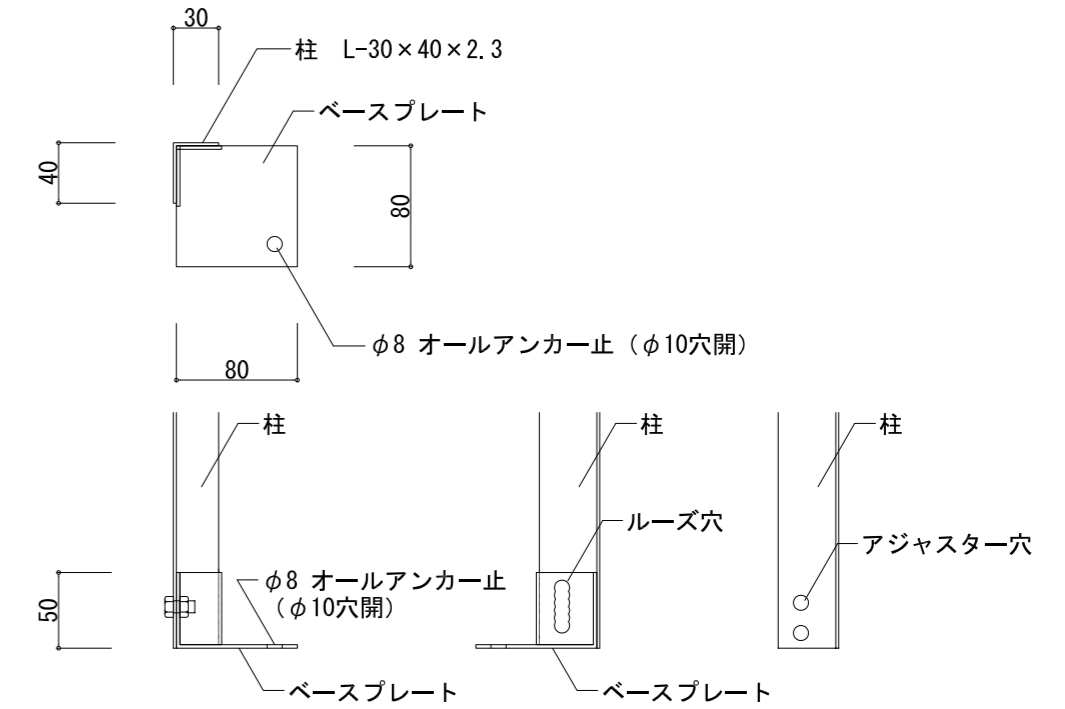 30
柱 L-30×40×2.3
ベースプレート
40
80
φ8 オールアンカー止（φ10穴開）
80
柱
柱
柱
ルーズ穴
アジャスター穴
φ8 オールアンカー止
（φ10穴開）
50
ベースプレート
ベースプレート